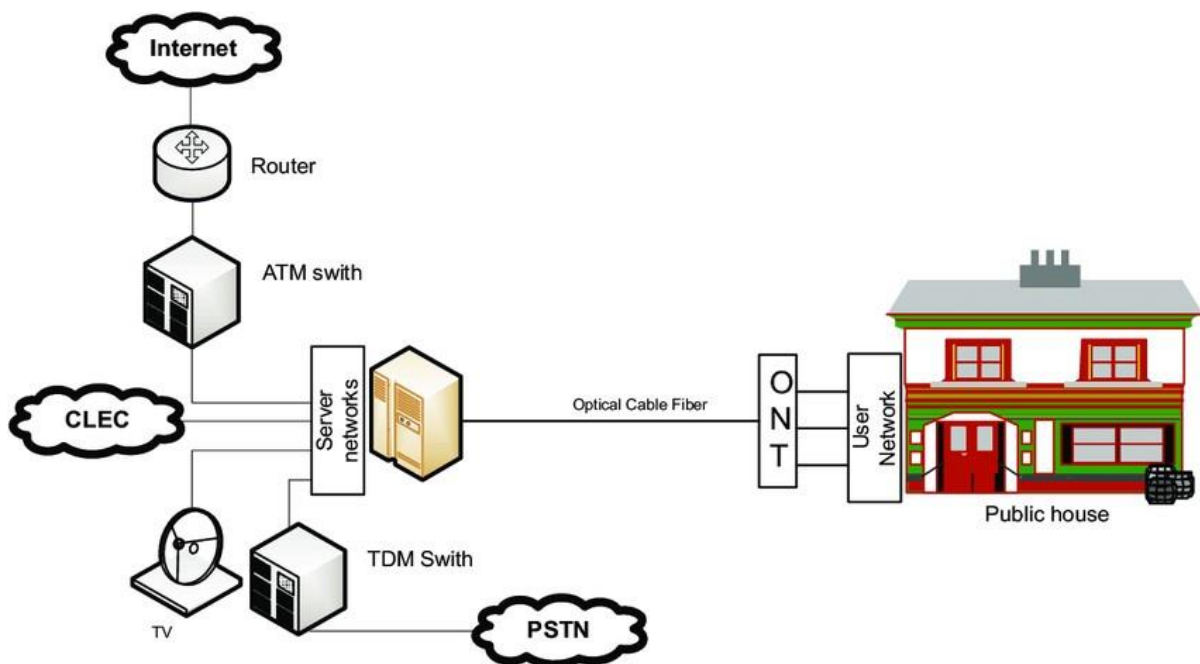 Internet
Router
ATM swith
CLEC
Server
networks
Optical Cable Fiber
O
N
T
User
Network
Public house
TDM Swith
TV
PSTN